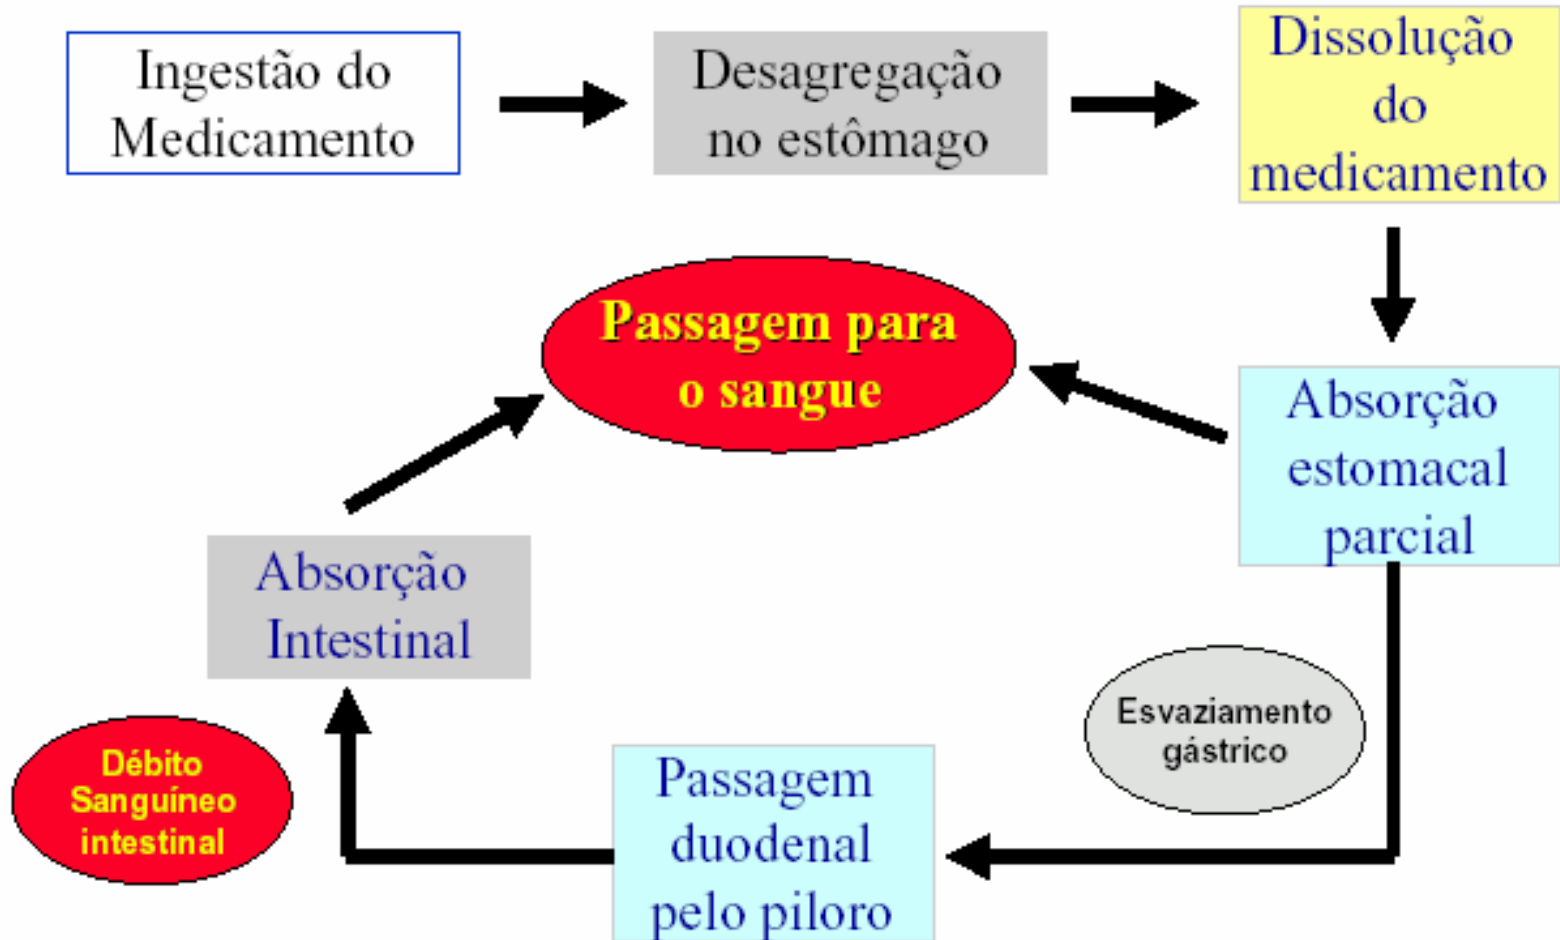 Ingestão do
Medicamento
Desagregação
no estômago
Dissolução
do
medicamento
Passagem para
o sangue
Absorção
estomacal
parcial
Absorção
Intestinal
Esvaziamento
gástrico
Débito
Sanguíneo
intestinal
Passagem
duodenal
pelo piloro